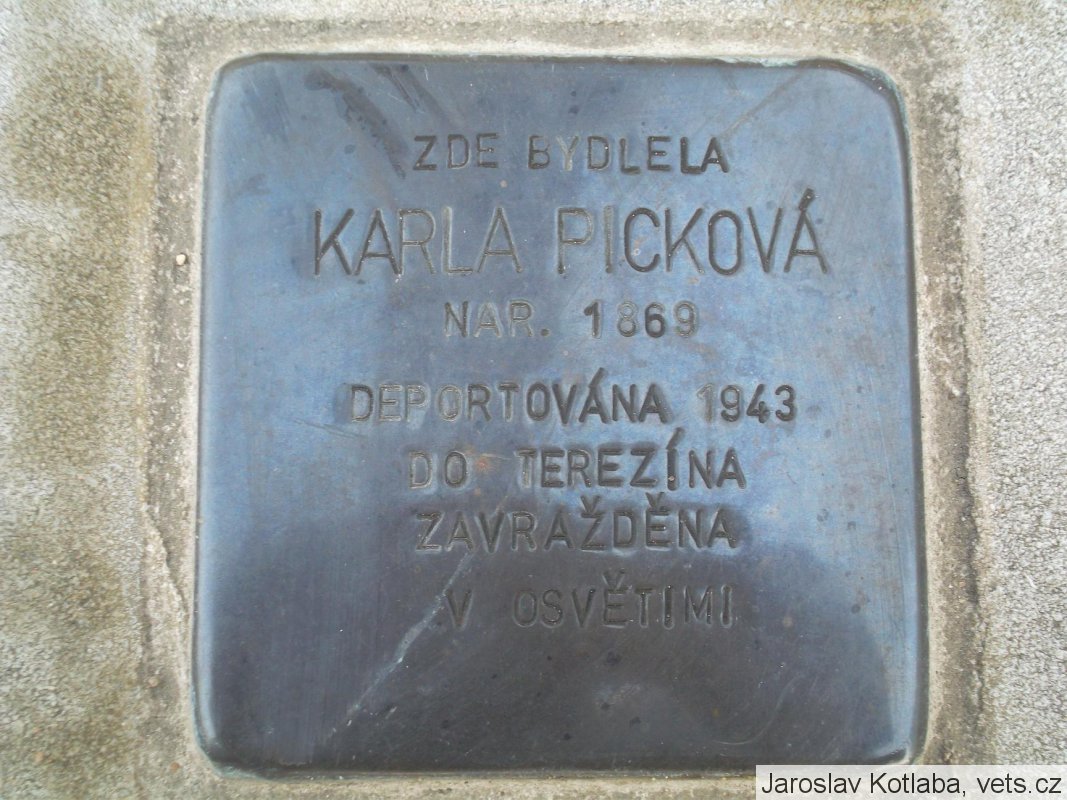 ZDE BYDLELA
KARLA PICKOVÁ
NAR. 1869
DEPORTOVÁNA 1943
DO TEREZÍNA
ZAVRAŽDĚNA
V OSVĚTIMI
Jaroslav Kotlaba, vets.cz